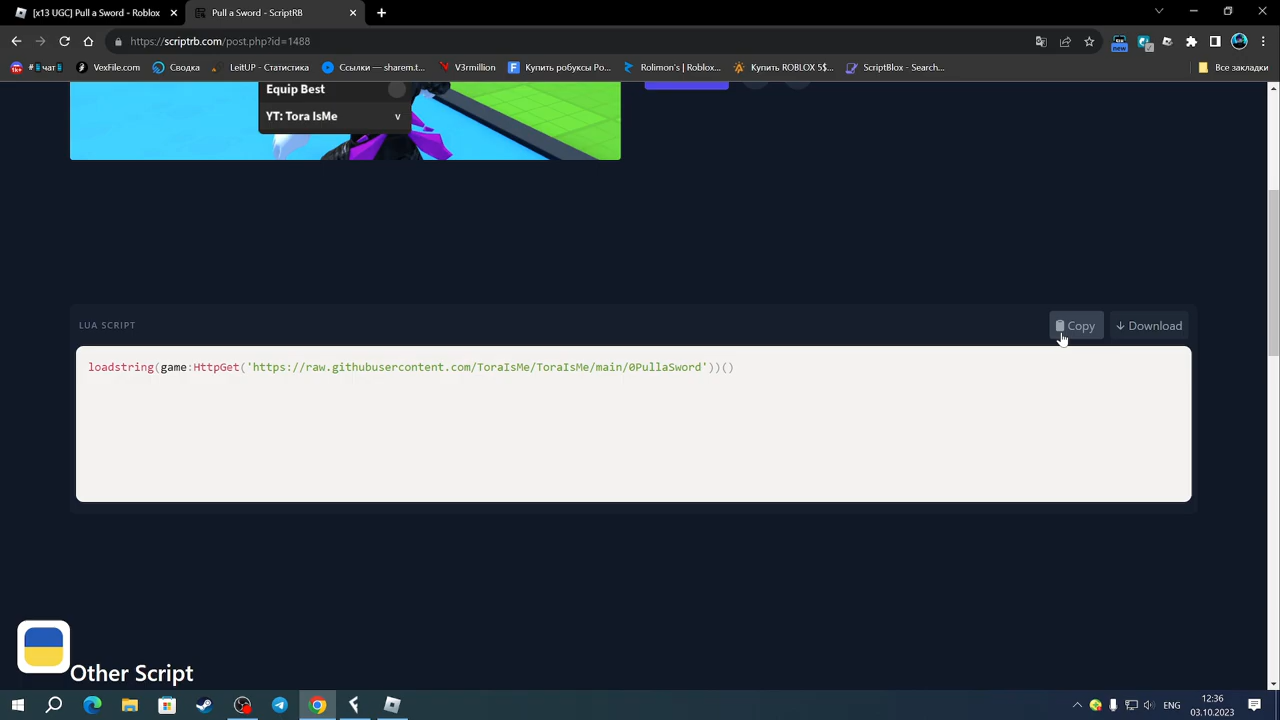 [x13 UGC] Pull a Sword - Roblox
Pull a Sword - ScriptRB
https://scriptrb.com/post.php?id=1488
new
чат
VexFile.com
Сводка
LeitUP - Статистика
Ссылки — sharem.t...
V3rmillion
Купить робуксы Ро...
Rolimon's | Roblox...
Купить ROBLOX 5$...
ScriptBlox - Search...
Все закладки
Equip Best
YT: Tora IsMe
v
LUA SCRIPT
Copy
Download
loadstring(game:HttpGet('https://raw.githubusercontent.com/ToraIsMe/ToraIsMe/main/0PullaSword'))()
Other Script
ENG
12:36
03.10.2023